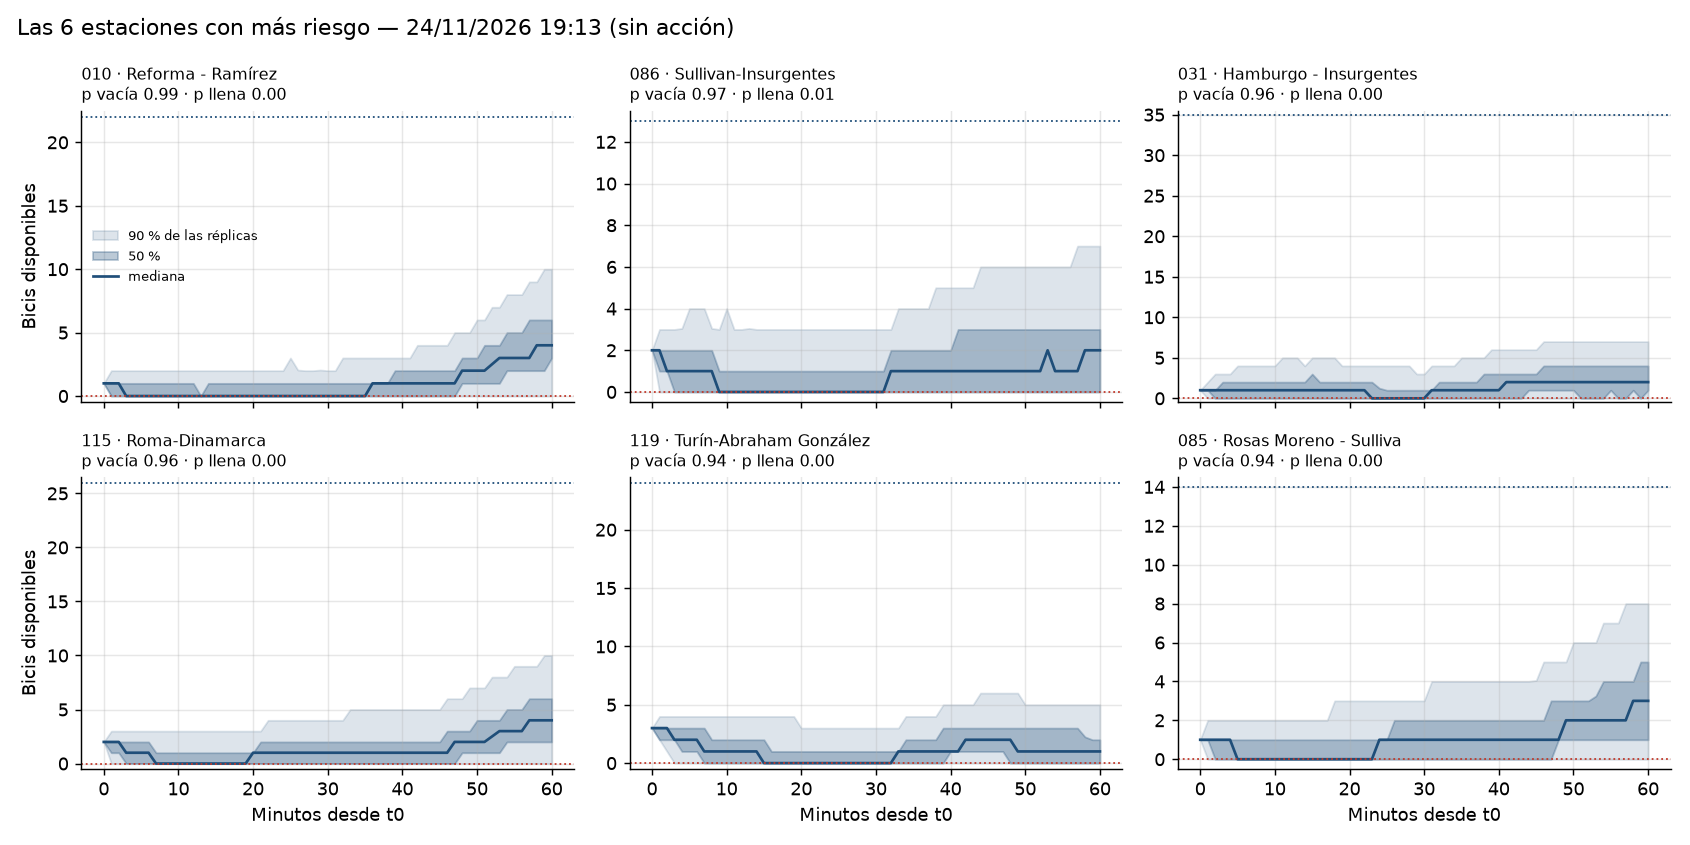 Las 6 estaciones con más riesgo — 24/11/2026 19:13 (sin acción)
010 · Reforma - Ramírez
p vacía 0.99 · p llena 0.00
Bicis disponibles
20
15
10
5
0
90 % de las réplicas
50 %
mediana
086 · Sullivan-Insurgentes
p vacía 0.97 · p llena 0.01
12
10
8
6
4
2
0
031 · Hamburgo - Insurgentes
p vacía 0.96 · p llena 0.00
35
30
25
20
15
10
5
0
115 · Roma-Dinamarca
p vacía 0.96 · p llena 0.00
Bicis disponibles
25
20
15
10
5
0
0 10 20 30 40 50 60
Minutos desde t0
119 · Turín-Abraham González
p vacía 0.94 · p llena 0.00
20
15
10
5
0
0 10 20 30 40 50 60
Minutos desde t0
085 · Rosas Moreno - Sulliva
p vacía 0.94 · p llena 0.00
14
12
10
8
6
4
2
0
0 10 20 30 40 50 60
Minutos desde t0